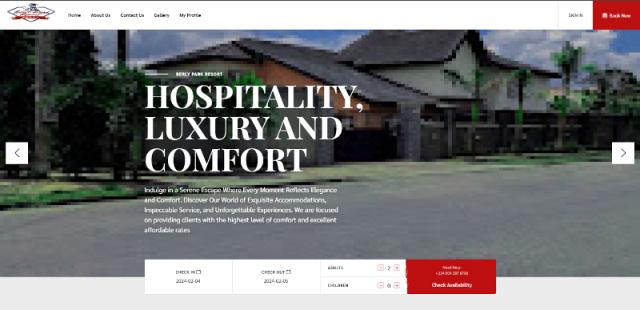 Home About Us Contact Us Gallery My Profile SIGN IN Book Now
BERLY PARK RESORT
HOSPITALITY,
LUXURY AND
COMFORT
Indulge in a Serene Escape Where Every Moment Reflects Elegance
and Comfort. Discover Our World of Exquisite Accommodations,
Impeccable Service, and Unforgettable Experiences. We are focused
on providing clients with the highest level of comfort and excellent
affordable rates
CHECK IN
2024-02-04
CHECK OUT
2024-02-05
ADULTS - 2 +
CHILDREN - 0 +
Need Help
Check Availability